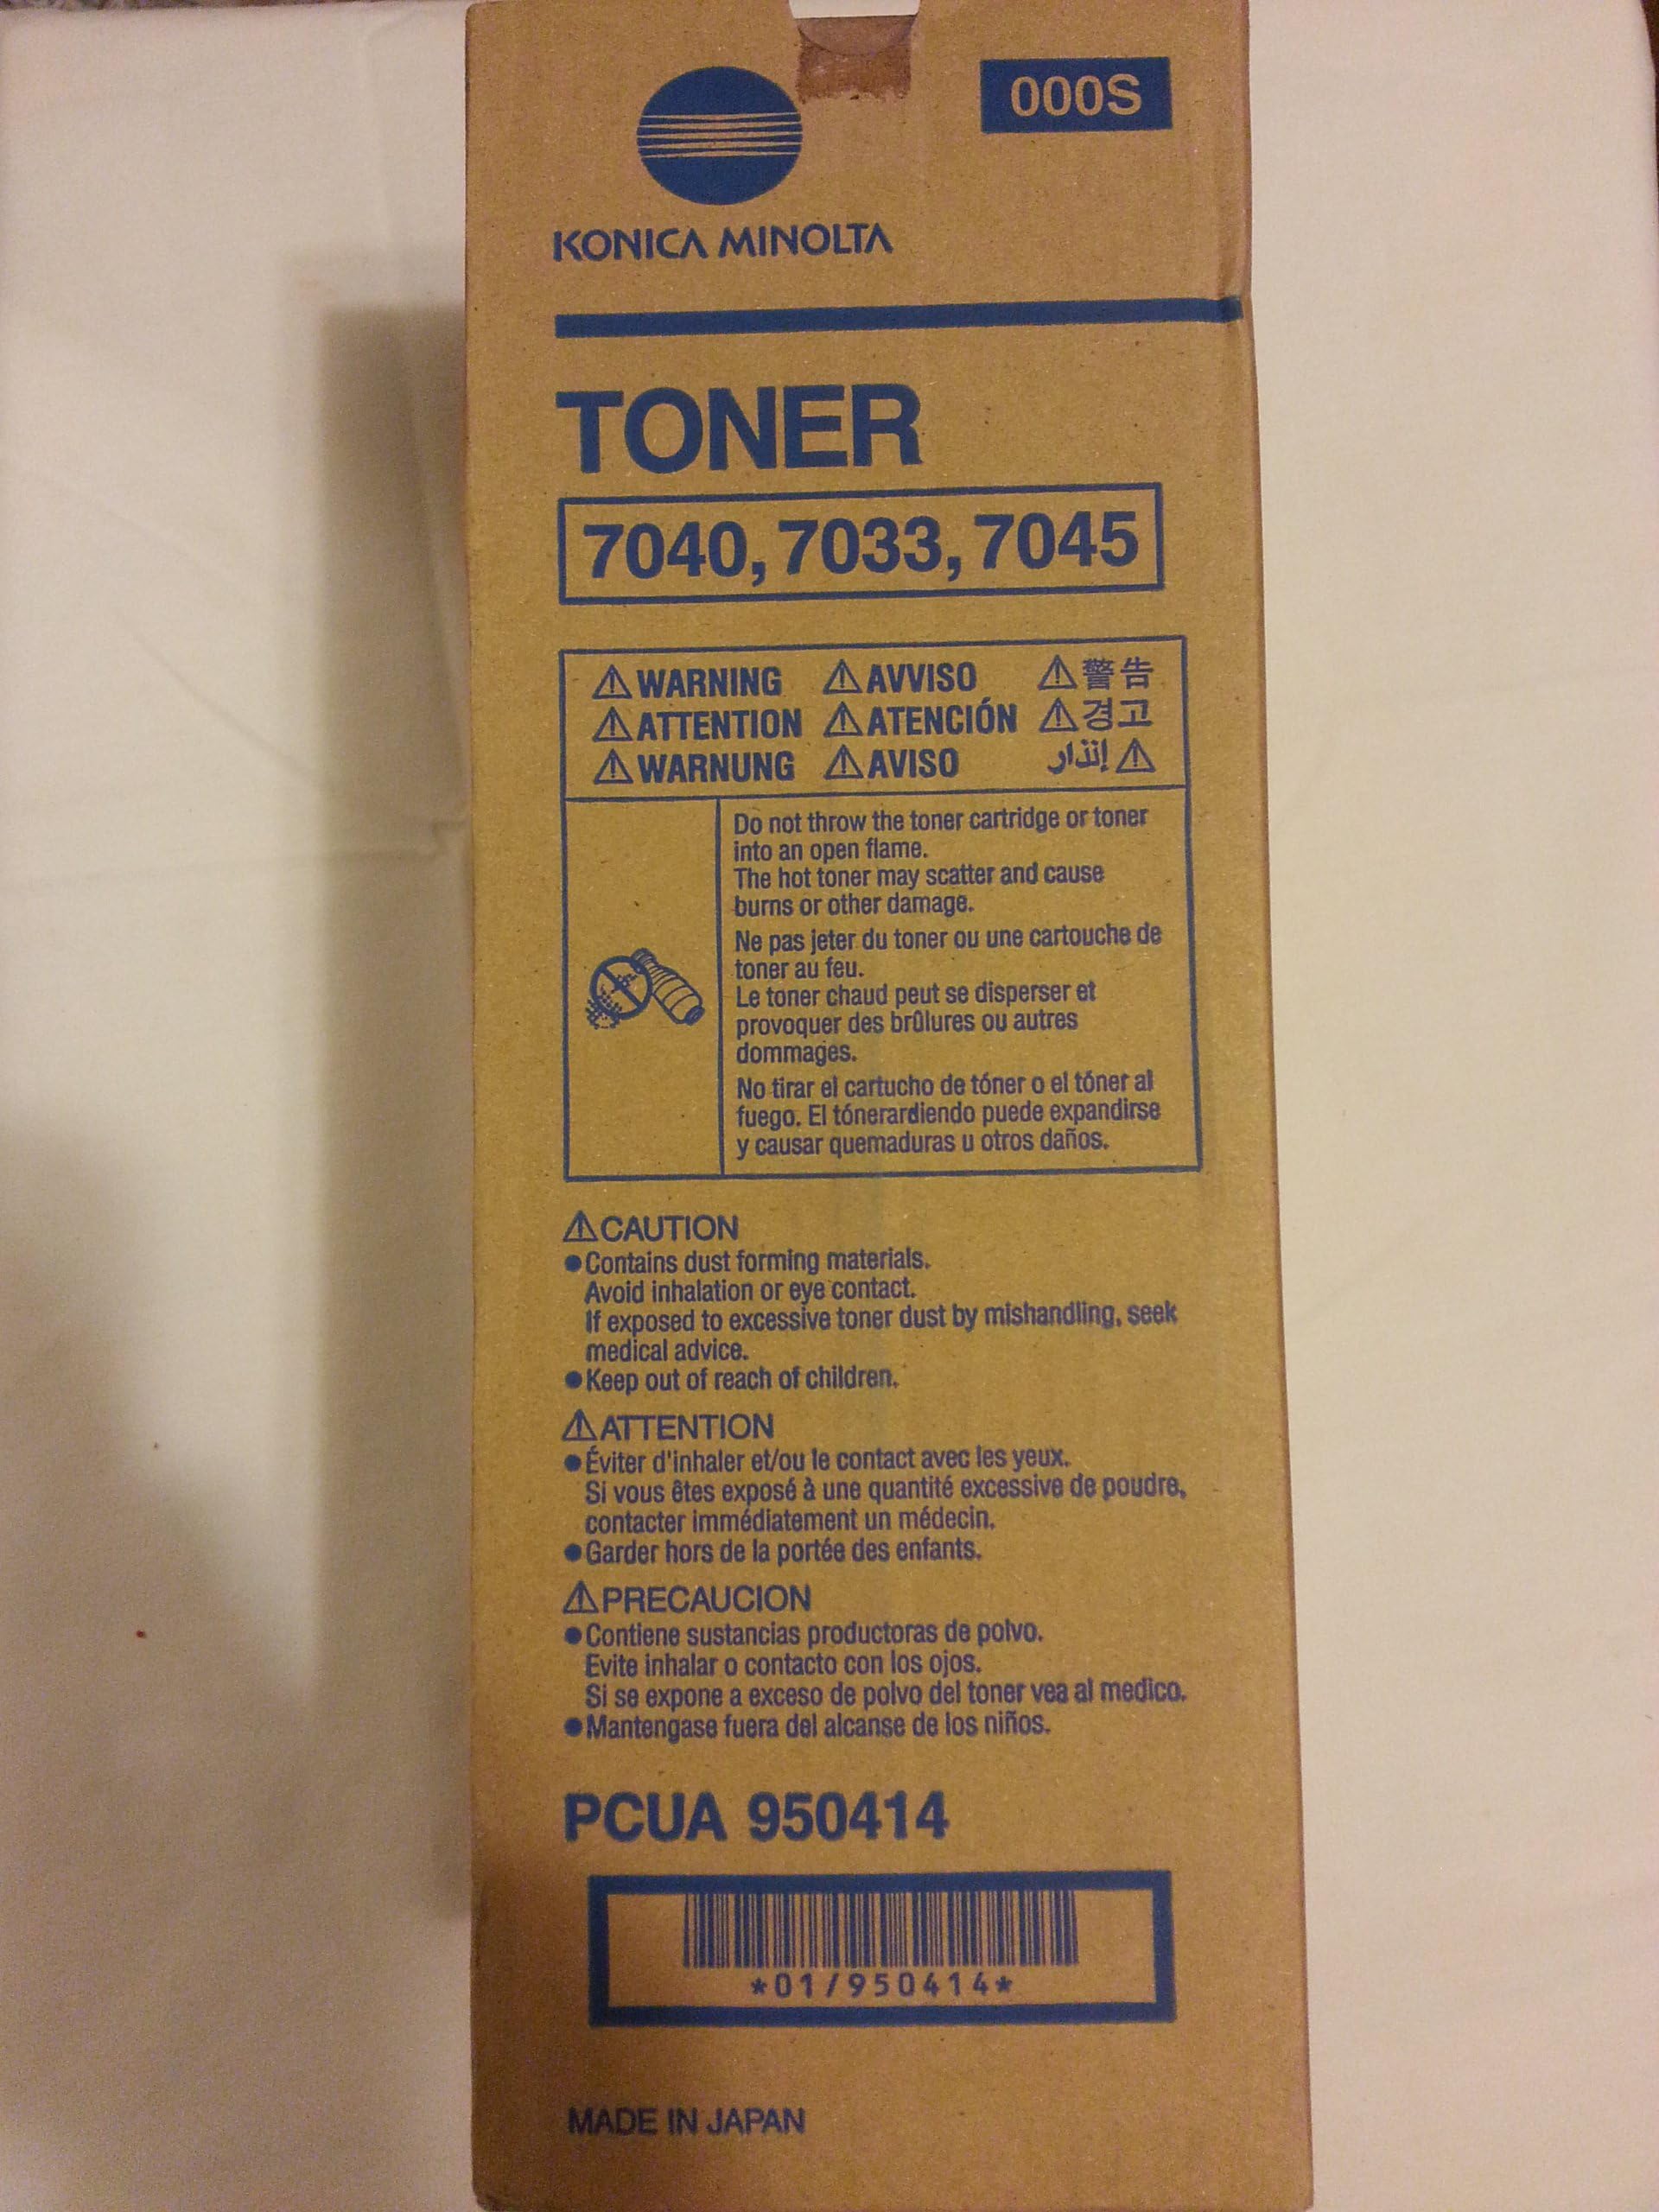 000S
KONICA MINOLTA
TONER
7040, 7033, 7045
⚠WARNING ⚠AVVISO ⚠警告
⚠ATTENTION ⚠ATENCIÓN ⚠경고
⚠WARNUNG ⚠AVISO ⚠إنذار
Do not throw the toner cartridge or toner
into an open flame.
The hot toner may scatter and cause
burns or other damage.
Ne pas jeter du toner ou une cartouche de
toner au feu.
Le toner chaud peut se disperser et
provoquer des brûlures ou autres
dommages.
No tirar el cartucho de tóner o el tóner al
fuego. El tónerardiendo puede expandirse
y causar quemaduras u otros daños.
⚠CAUTION
●Contains dust forming materials.
Avoid inhalation or eye contact.
If exposed to excessive toner dust by mishandling, seek
medical advice.
●Keep out of reach of children.
⚠ATTENTION
●Éviter d'inhaler et/ou le contact avec les yeux.
Si vous êtes exposé à une quantité excessive de poudre,
contacter immédiatement un médecin.
●Garder hors de la portée des enfants.
⚠PRECAUCION
●Contiene sustancias productoras de polvo.
Evite inhalar o contacto con los ojos.
Si se expone a exceso de polvo del toner vea al medico.
●Mantengase fuera del alcanse de los niños.
PCUA 950414
*01/950414*
MADE IN JAPAN